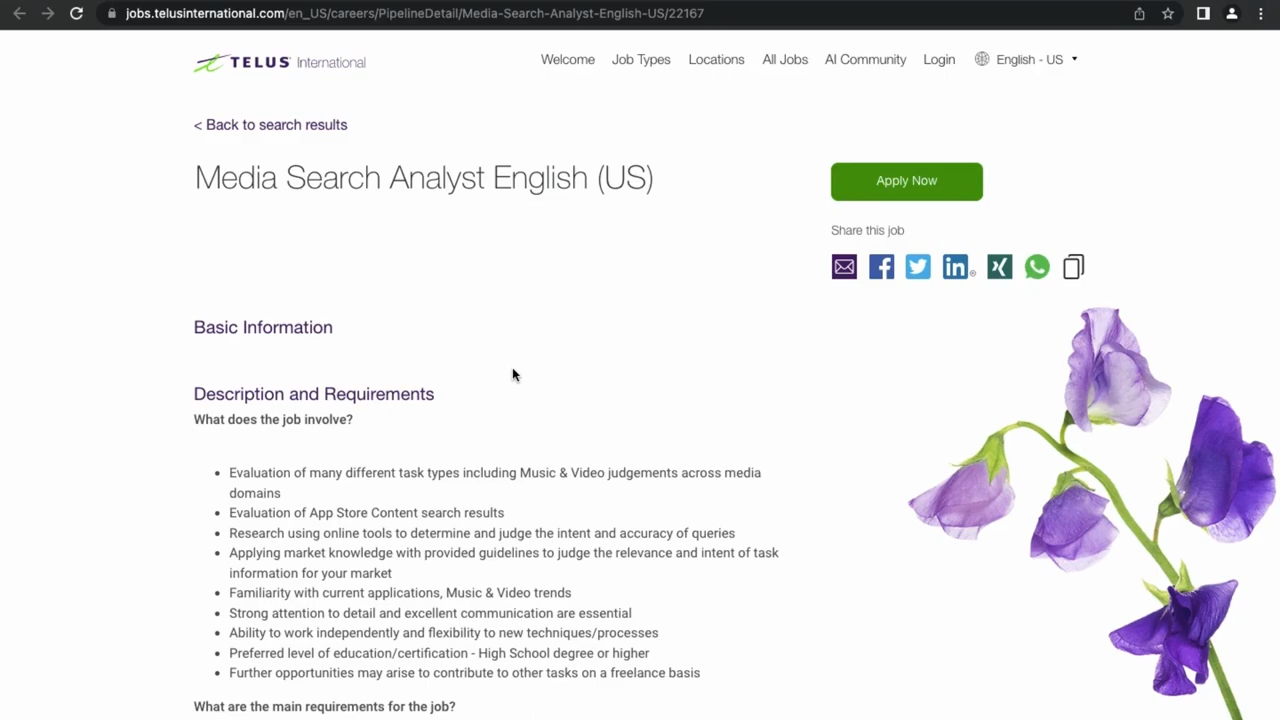 jobs.telusinternational.com/en_US/careers/PipelineDetail/Media-Search-Analyst-English-US/22167
TELUS International
Welcome Job Types Locations All Jobs AI Community Login English - US
< Back to search results
Media Search Analyst English (US)
Apply Now
Share this job
in
Basic Information
Description and Requirements
What does the job involve?
• Evaluation of many different task types including Music & Video judgements across media
domains
• Evaluation of App Store Content search results
• Research using online tools to determine and judge the intent and accuracy of queries
• Applying market knowledge with provided guidelines to judge the relevance and intent of task
information for your market
• Familiarity with current applications, Music & Video trends
• Strong attention to detail and excellent communication are essential
• Ability to work independently and flexibility to new techniques/processes
• Preferred level of education/certification - High School degree or higher
• Further opportunities may arise to contribute to other tasks on a freelance basis
What are the main requirements for the job?